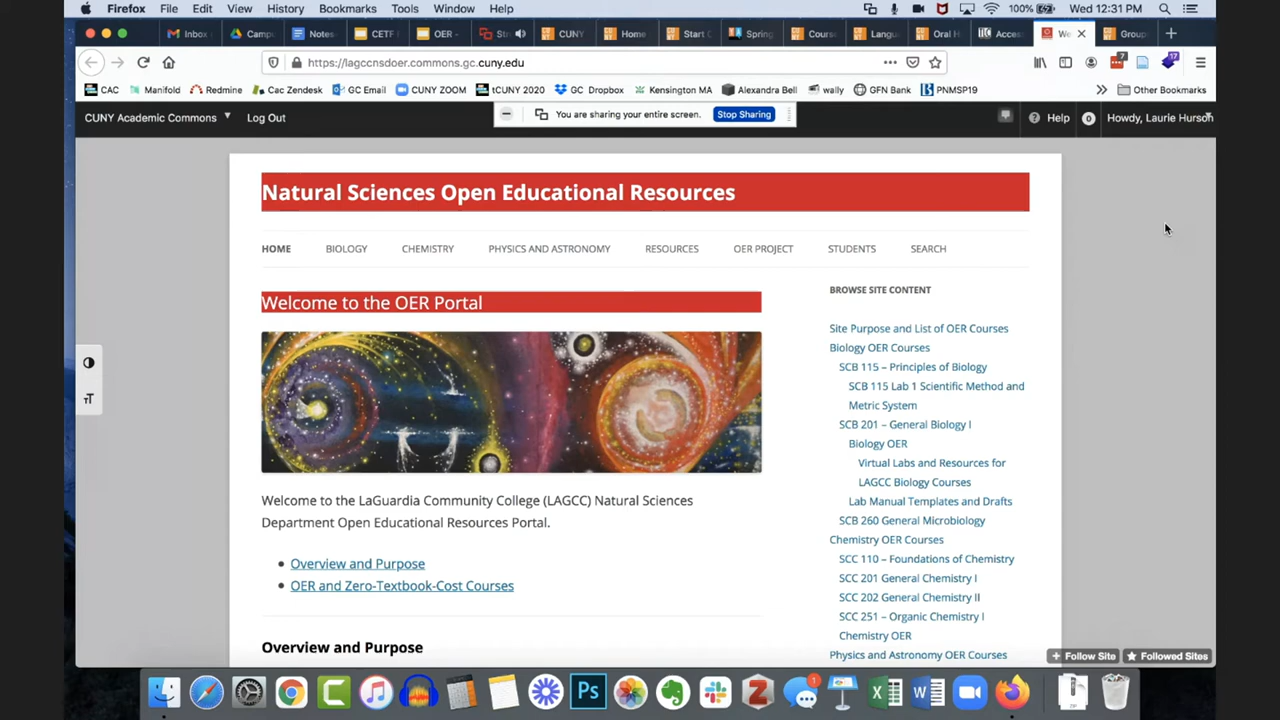 Firefox File Edit View History Bookmarks Tools Window Help 100% Wed 12:31 PM
Inbox Campu Notes CETF OER - Str CUNY Home Start Spring Course Langu Oral H Access We Group
https://lagccnsdoer.commons.gc.cuny.edu 7 17
CAC Manifold Redmine Cac Zendesk GC Email CUNY ZOOM tCUNY 2020 GC Dropbox Kensington MA Alexandra Bell wally GFN Bank PNMSP19 Other Bookmarks
You are sharing your entire screen. Stop Sharing
CUNY Academic Commons Log Out Help 0 Howdy, Laurie Hurson
Natural Sciences Open Educational Resources
HOME BIOLOGY CHEMISTRY PHYSICS AND ASTRONOMY RESOURCES OER PROJECT STUDENTS SEARCH
Welcome to the OER Portal
Welcome to the LaGuardia Community College (LAGCC) Natural Sciences
Department Open Educational Resources Portal.
Overview and Purpose
OER and Zero-Textbook-Cost Courses
Overview and Purpose
BROWSE SITE CONTENT
Site Purpose and List of OER Courses
Biology OER Courses
SCB 115 – Principles of Biology
SCB 115 Lab 1 Scientific Method and
Metric System
SCB 201 – General Biology I
Biology OER
Virtual Labs and Resources for
LAGCC Biology Courses
Lab Manual Templates and Drafts
SCB 260 General Microbiology
Chemistry OER Courses
SCC 110 – Foundations of Chemistry
SCC 201 General Chemistry I
SCC 202 General Chemistry II
SCC 251 – Organic Chemistry I
Chemistry OER
Physics and Astronomy OER Courses
+ Follow Site Followed Sites
Ps 1